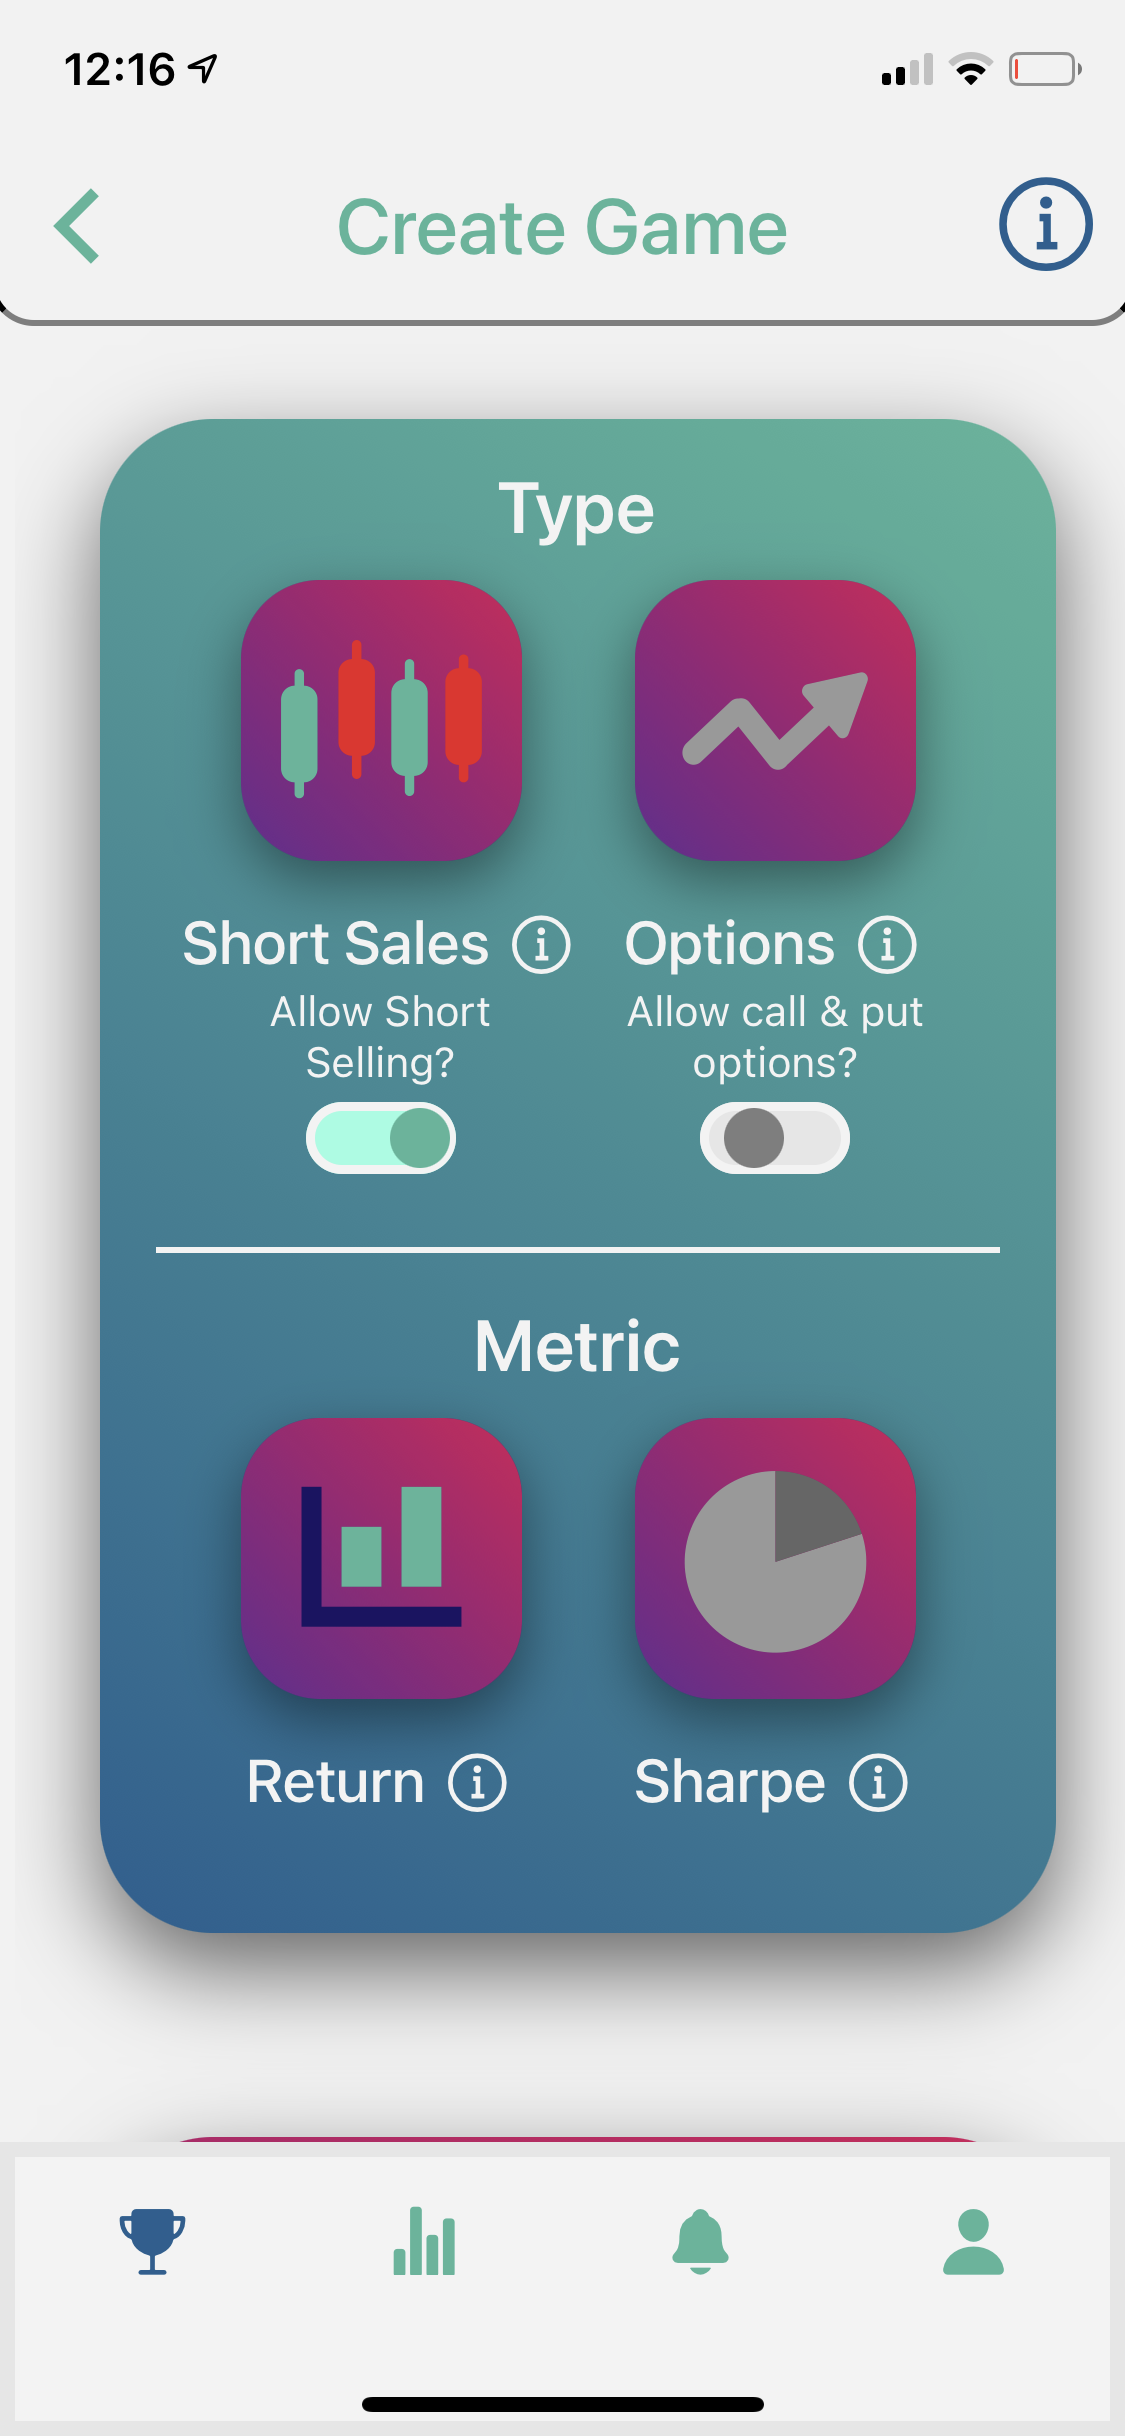 12:16
Create Game
Type
Short Sales
Options
Allow Short
Selling?
Allow call & put
options?
Metric
Return
Sharpe